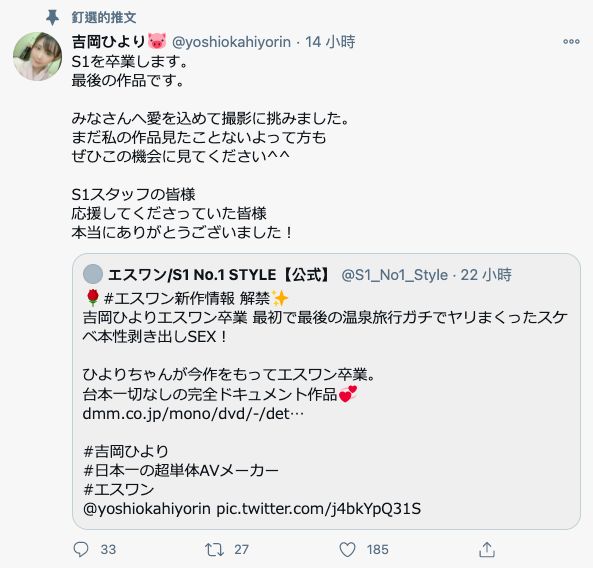 釘選的推文
吉岡ひより🐷 @yoshiokahiyorin · 14 小時
S1を卒業します。
最後の作品です。
みなさんへ愛を込めて撮影に挑みました。
まだ私の作品見たことないよって方も
ぜひこの機会に見てください^^
S1スタッフの皆様
応援してくださっていた皆様
本当にありがとうございました！
エスワン/S1 No.1 STYLE【公式】 @S1_No1_Style · 22 小時
🌹#エスワン新作情報 解禁✨
吉岡ひよりエスワン卒業 最初で最後の温泉旅行ガチでヤリまくったスケ
ベ本性剥き出しSEX！
ひよりちゃんが今作をもってエスワン卒業。
台本一切なしの完全ドキュメント作品💞
dmm.co.jp/mono/dvd/-/det…
#吉岡ひより
#日本一の超単体AVメーカー
#エスワン
@yoshiokahiyorin pic.twitter.com/j4bkYpQ31S
33 27 185